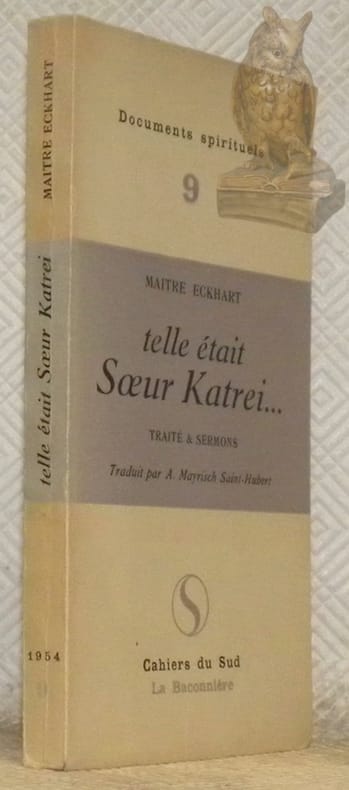 MAITRE ECKHART
telle était Sœur Katrei
1954
Documents spirituels
9
MAITRE ECKHART
telle était
Sœur Katrei...
TRAITÉ & SERMONS
Traduit par A. Mayrisch Saint-Hubert
Cahiers du Sud
La Baconnière